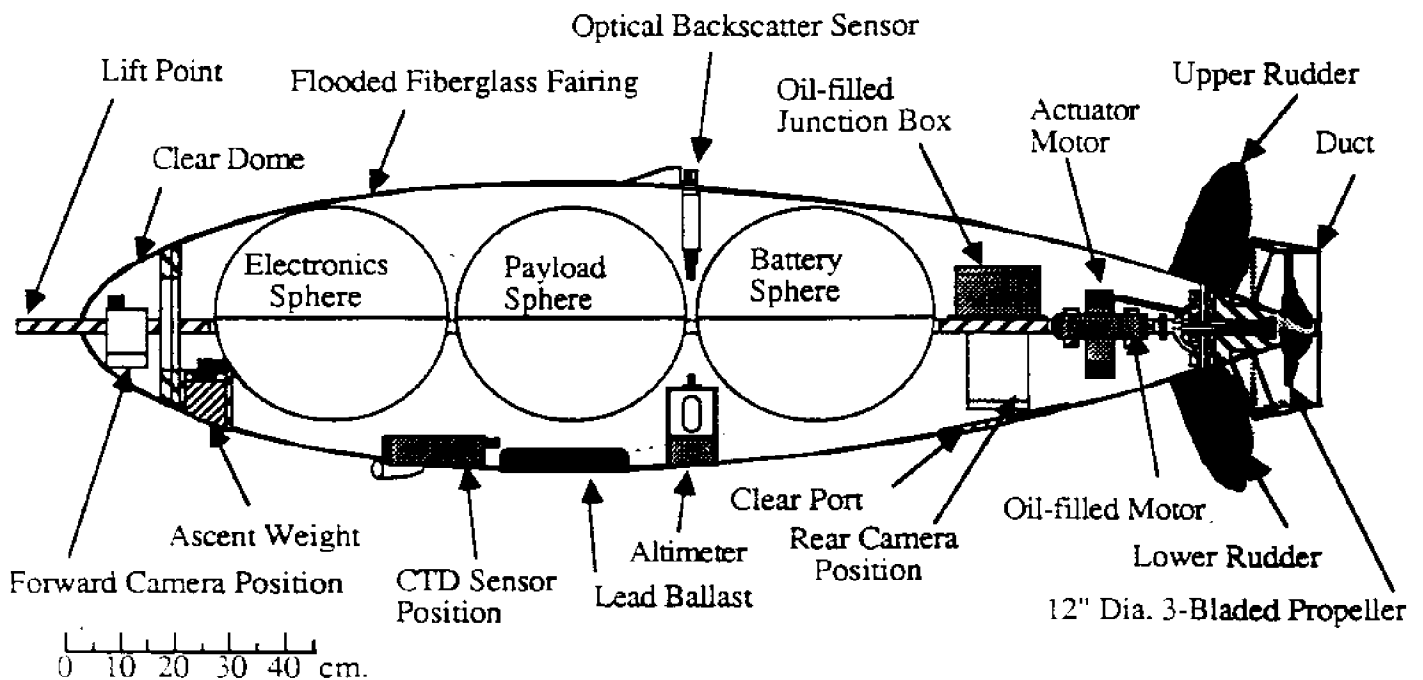 Optical Backscatter Sensor
Lift Point
Flooded Fiberglass Fairing
Oil-filled
Junction Box
Actuator
Motor
Upper Rudder
Duct
Clear Dome
Electronics
Sphere
Payload
Sphere
Battery
Sphere
Ascent Weight
Forward Camera Position
CTD Sensor
Position
Lead Ballast
Altimeter
Clear Port
Rear Camera
Position
Oil-filled Motor
Lower Rudder
12" Dia. 3-Bladed Propeller
0 10 20 30 40 cm.